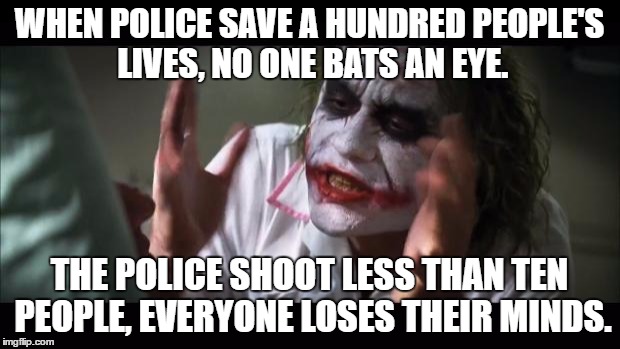 WHEN POLICE SAVE A HUNDRED PEOPLE'S
LIVES, NO ONE BATS AN EYE.
THE POLICE SHOOT LESS THAN TEN
PEOPLE, EVERYONE LOSES THEIR MINDS.
imgflip.com